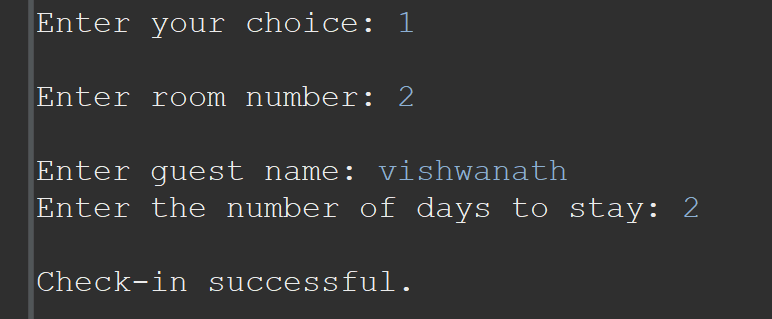 Enter your choice: 1
Enter room number: 2
Enter guest name: vishwanath
Enter the number of days to stay: 2
Check-in successful.